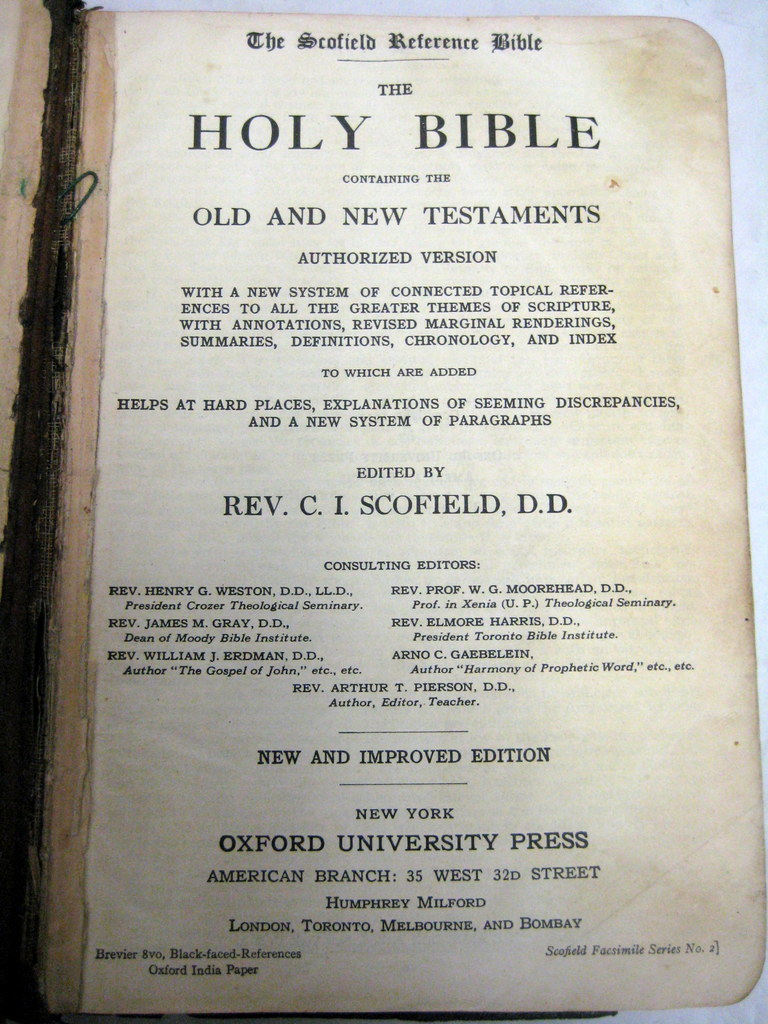 The Scofield Reference Bible
THE
HOLY BIBLE
CONTAINING THE
OLD AND NEW TESTAMENTS
AUTHORIZED VERSION
WITH A NEW SYSTEM OF CONNECTED TOPICAL REFER-
ENCES TO ALL THE GREATER THEMES OF SCRIPTURE,
WITH ANNOTATIONS, REVISED MARGINAL RENDERINGS,
SUMMARIES, DEFINITIONS, CHRONOLOGY, AND INDEX
TO WHICH ARE ADDED
HELPS AT HARD PLACES, EXPLANATIONS OF SEEMING DISCREPANCIES,
AND A NEW SYSTEM OF PARAGRAPHS
EDITED BY
REV. C. I. SCOFIELD, D.D.
CONSULTING EDITORS:
REV. HENRY G. WESTON, D.D., LL.D.,
President Crozer Theological Seminary.
REV. JAMES M. GRAY, D.D.,
Dean of Moody Bible Institute.
REV. WILLIAM J. ERDMAN, D.D.,
Author "The Gospel of John," etc., etc.
REV. PROF. W. G. MOOREHEAD, D.D.,
Prof. in Xenia (U. P.) Theological Seminary.
REV. ELMORE HARRIS, D.D.,
President Toronto Bible Institute.
ARNO C. GAEBELEIN,
Author "Harmony of Prophetic Word," etc., etc.
REV. ARTHUR T. PIERSON, D.D.,
Author, Editor, Teacher.
NEW AND IMPROVED EDITION
NEW YORK
OXFORD UNIVERSITY PRESS
AMERICAN BRANCH: 35 WEST 32D STREET
HUMPHREY MILFORD
LONDON, TORONTO, MELBOURNE, AND BOMBAY
Brevier 8vo, Black-faced-References
Oxford India Paper
Scofield Facsimile Series No. 2]